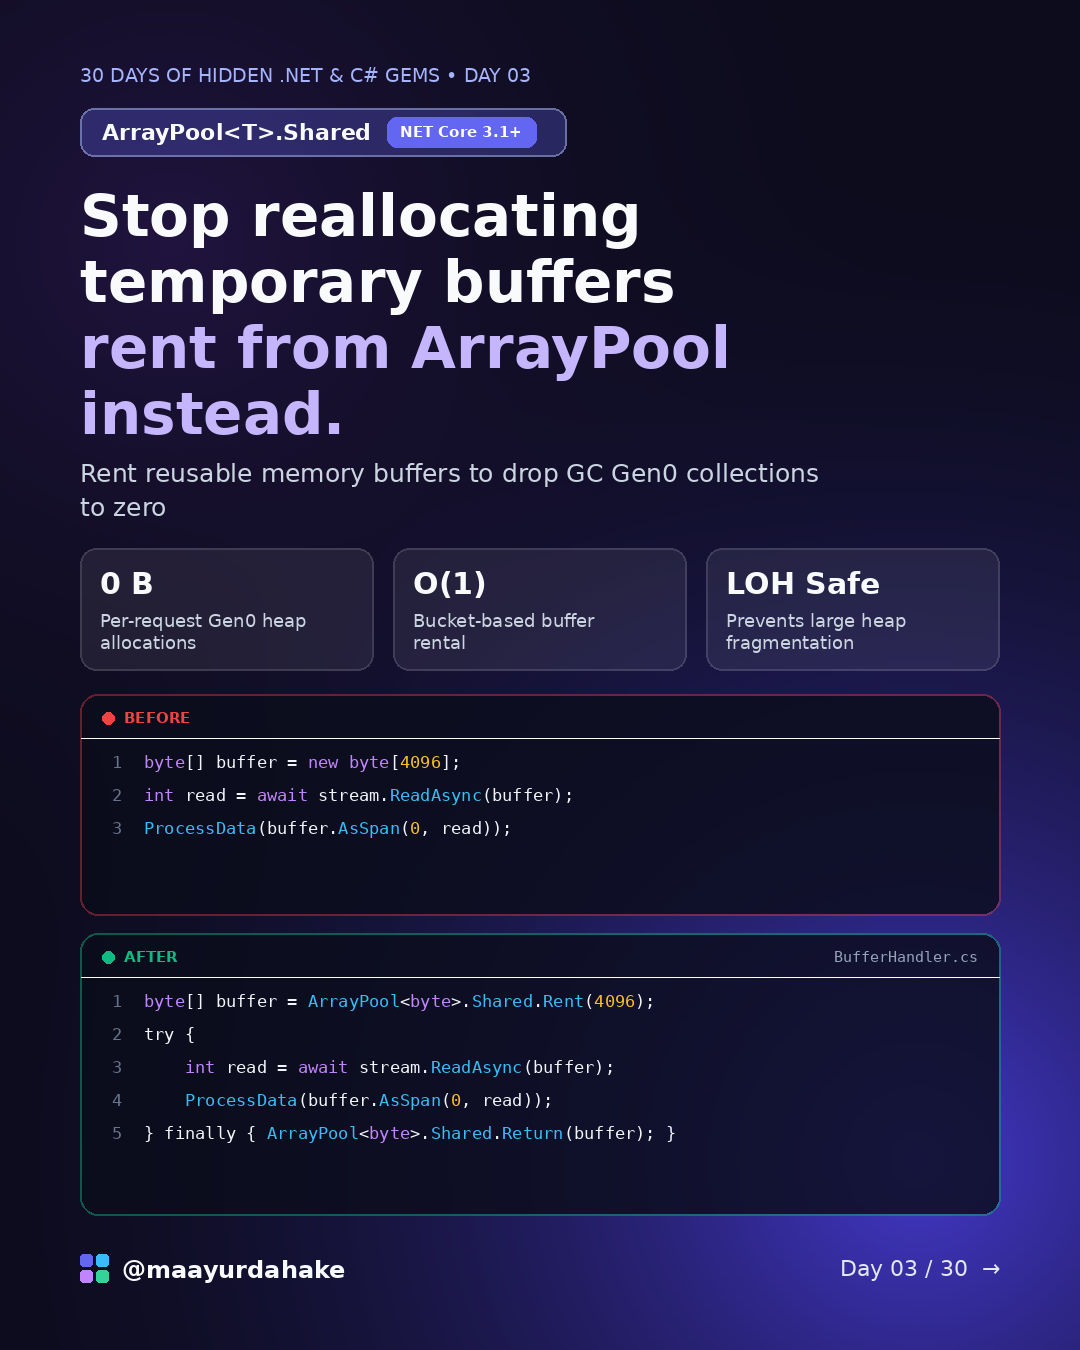 30 DAYS OF HIDDEN .NET & C# GEMS • DAY 03
ArrayPool<T>.Shared NET Core 3.1+
Stop reallocating
temporary buffers
rent from ArrayPool
instead.
Rent reusable memory buffers to drop GC Gen0 collections
to zero
0 B
Per-request Gen0 heap
allocations
O(1)
Bucket-based buffer
rental
LOH Safe
Prevents large heap
fragmentation
BEFORE
1 byte[] buffer = new byte[4096];
2 int read = await stream.ReadAsync(buffer);
3 ProcessData(buffer.AsSpan(0, read));
AFTER BufferHandler.cs
1 byte[] buffer = ArrayPool<byte>.Shared.Rent(4096);
2 try {
3     int read = await stream.ReadAsync(buffer);
4     ProcessData(buffer.AsSpan(0, read));
5 } finally { ArrayPool<byte>.Shared.Return(buffer); }
@maayurdahake
Day 03 / 30 →